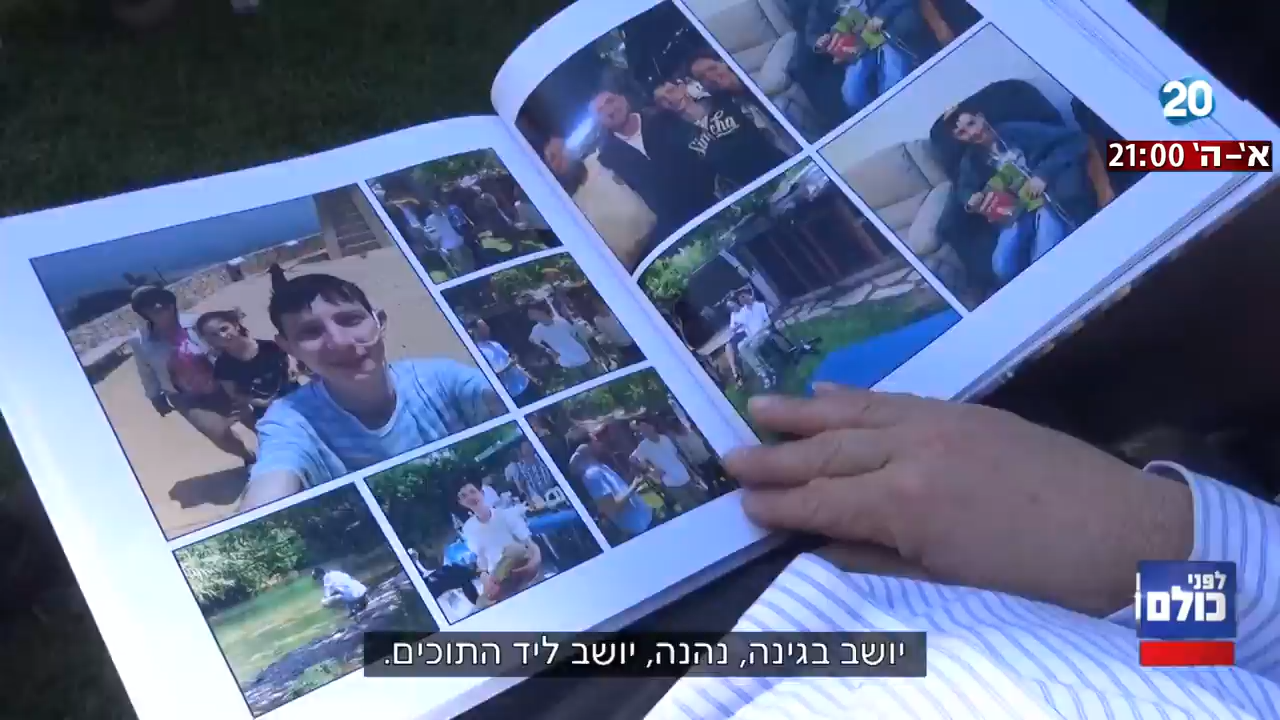 20
א'-ה' 21:00
Simcha
לפני
כולם
יושב בגינה, נהנה, יושב ליד התוכים.